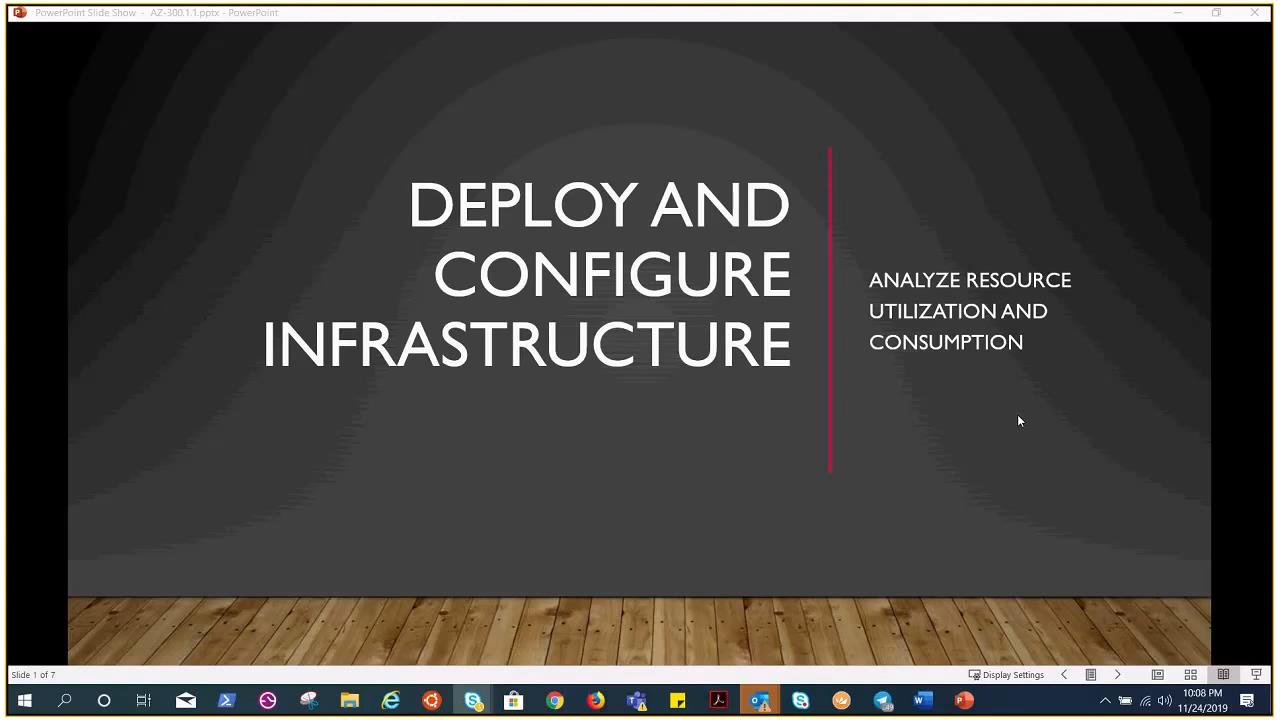 PowerPoint Slide Show - AZ-300.1.1.pptx - PowerPoint
DEPLOY AND
CONFIGURE
INFRASTRUCTURE
ANALYZE RESOURCE
UTILIZATION AND
CONSUMPTION
Slide 1 of 7
Display Settings
10:08 PM
11/24/2019